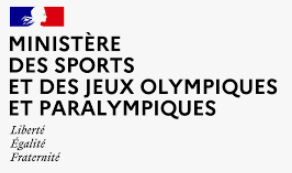 MINISTÈRE
DES SPORTS
ET DES JEUX OLYMPIQUES
ET PARALYMPIQUES
Liberté
Égalité
Fraternité